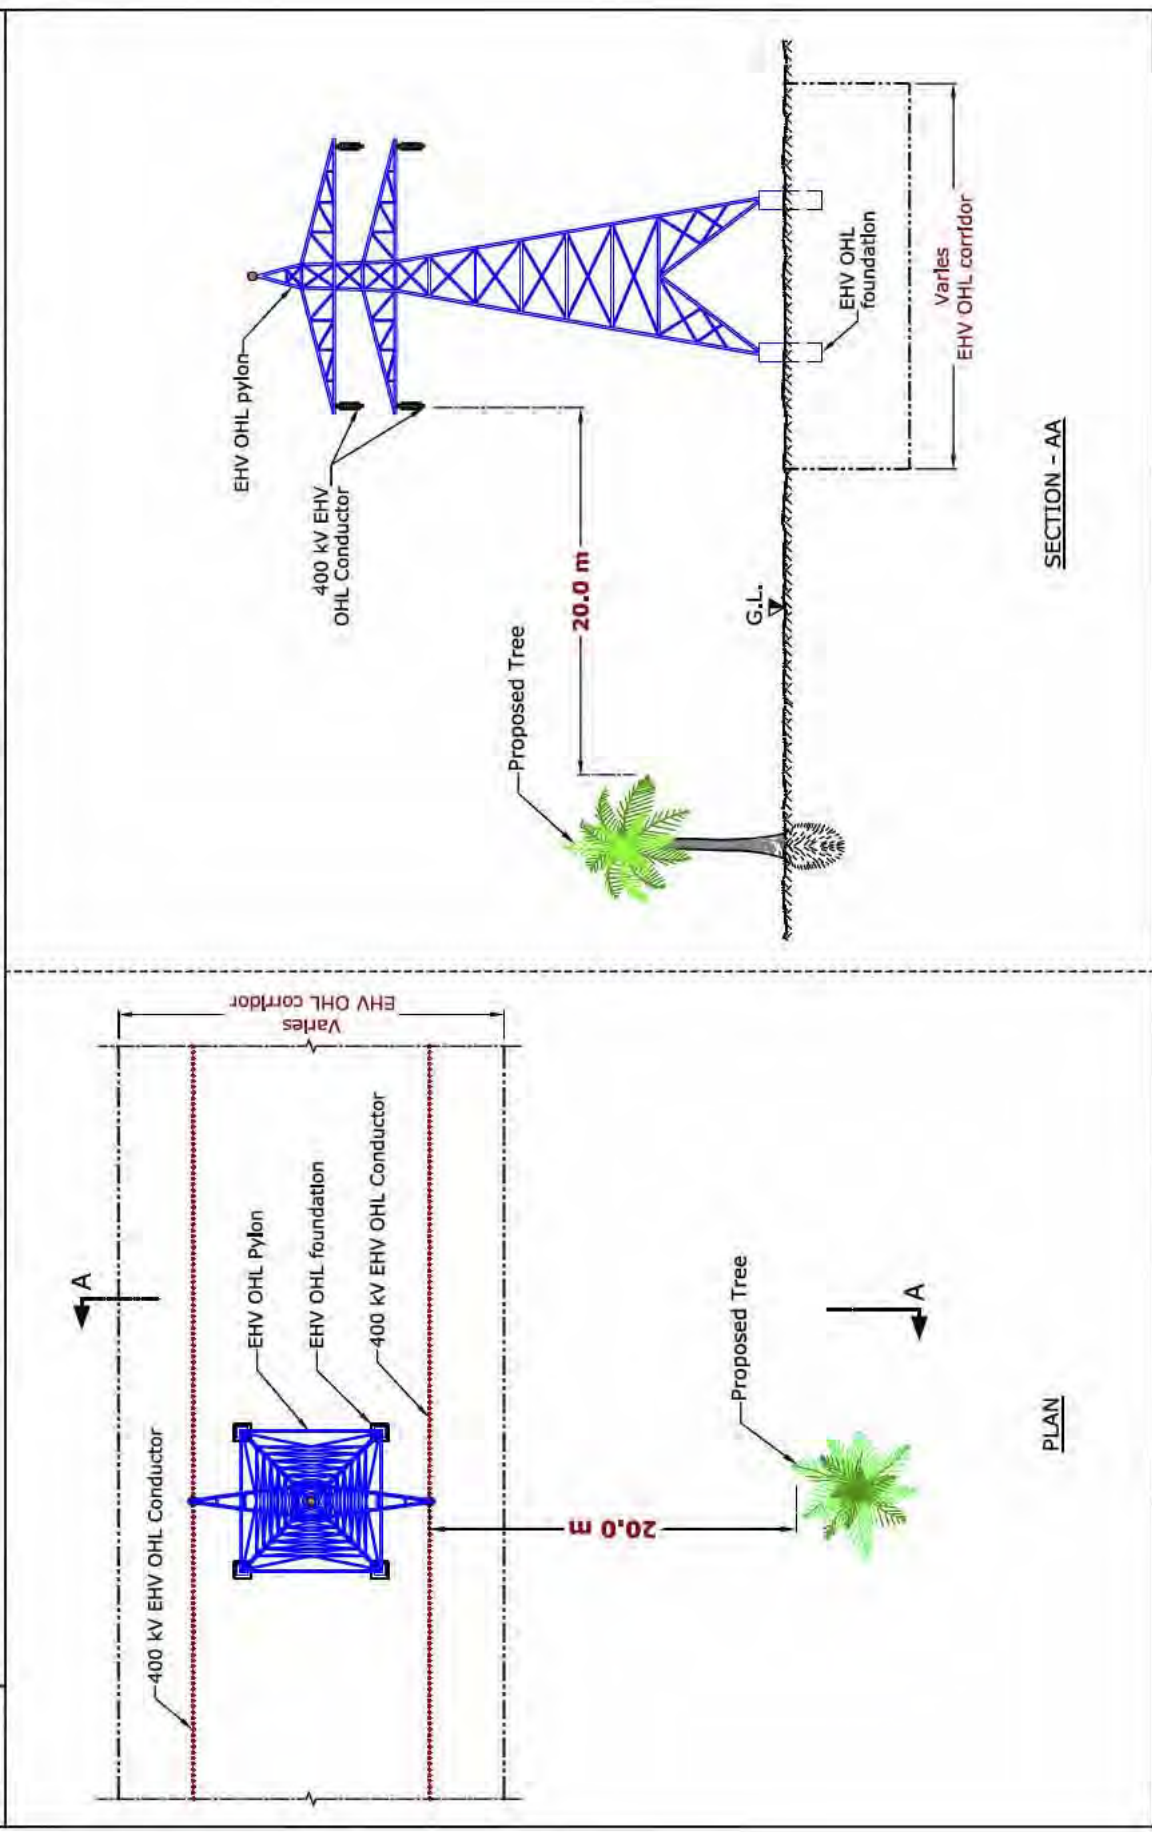 400 kV EHV OHL Conductor
A
EHV OHL Pylon
EHV OHL foundation
400 kV EHV OHL Conductor
Varies
EHV OHL corridor
20.0 m
Proposed Tree
A
PLAN
EHV OHL pylon
400 kV EHV
OHL Conductor
Proposed Tree
20.0 m
G.L.
EHV OHL
foundation
Varies
EHV OHL corridor
SECTION - AA